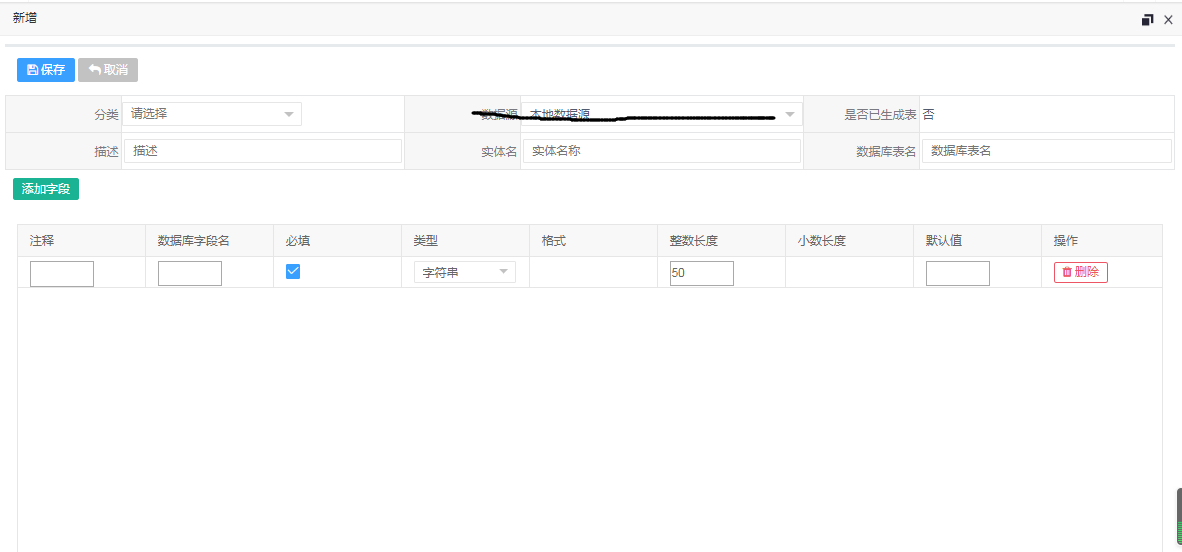 新增
保存 取消
分类 请选择 数据源 本地数据源 是否已生成表 否
描述 描述 实体名 实体名称 数据库表名 数据库表名
添加字段
注释 数据库字段名 必填 类型 格式 整数长度 小数长度 默认值 操作
字符串 50 删除